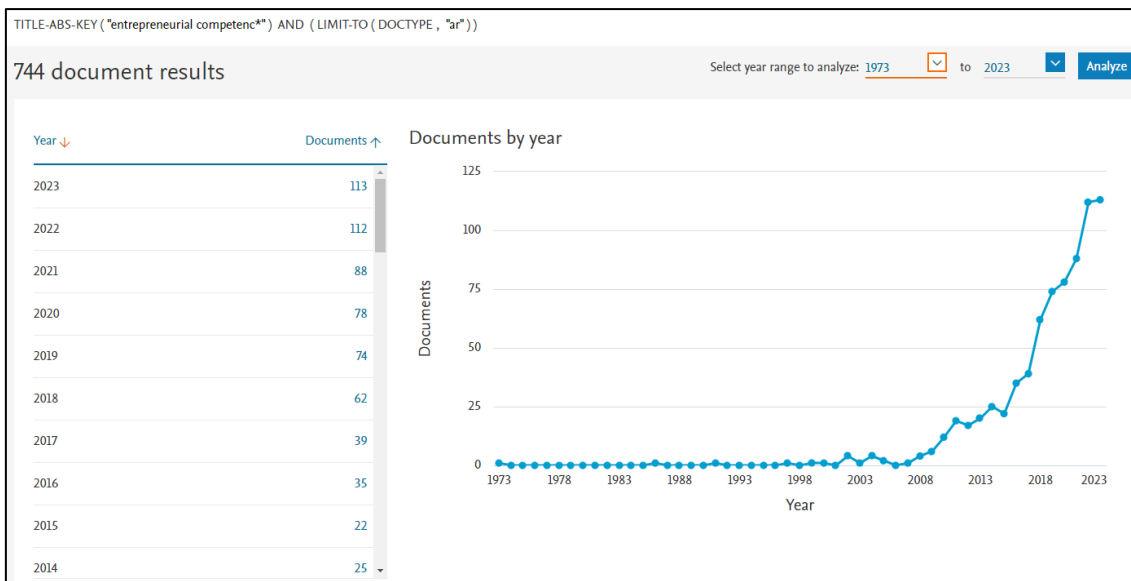 TITLE-ABS-KEY ( "entrepreneurial competenc*" ) AND ( LIMIT-TO ( DOCTYPE , "ar" ) )
744 document results
Select year range to analyze: 1973 to 2023 Analyze
Year Documents
2023 113
2022 112
2021 88
2020 78
2019 74
2018 62
2017 39
2016 35
2015 22
2014 25
Documents by year
125
100
75
50
25
0
Documents
1973 1978 1983 1988 1993 1998 2003 2008 2013 2018 2023
Year